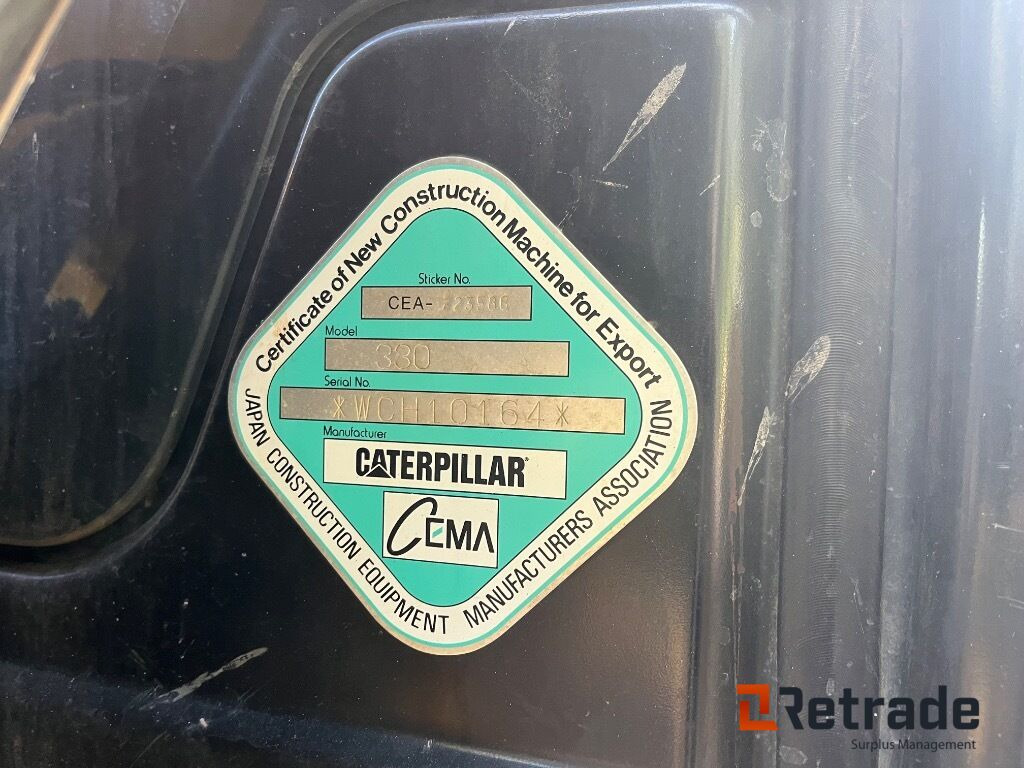 Certificate of New Construction Machine for Export
Sticker No.
CEA-
Model
330
Serial No.
*WCH10164*
Manufacturer
CATERPILLAR
CEMA
JAPAN CONSTRUCTION EQUIPMENT MANUFACTURERS ASSOCIATION
Retrade
Surplus Management